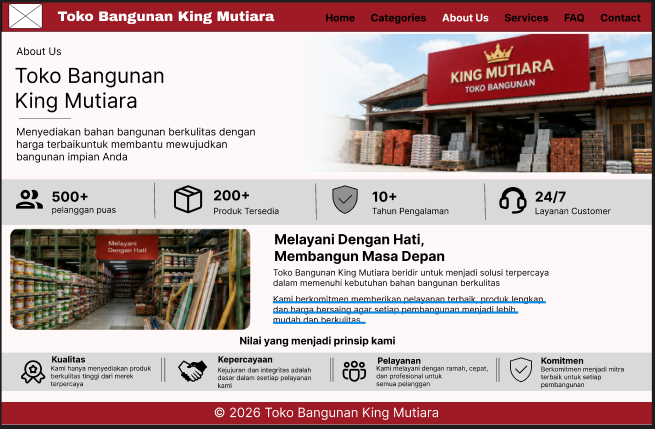 Toko Bangunan King Mutiara
Home Categories About Us Services FAQ Contact
About Us
Toko Bangunan
King Mutiara
Menyediakan bahan bangunan berkulitas dengan
harga terbaikuntuk membantu mewujudkan
bangunan impian Anda
KING MUTIARA
TOKO BANGUNAN
500+
pelanggan puas
200+
Produk Tersedia
10+
Tahun Pengalaman
24/7
Layanan Customer
Melayani
Dengan Hati
Melayani Dengan Hati,
Membangun Masa Depan
Toko Bangunan King Mutiara beridir untuk menjadi solusi terpercaya
dalam memenuhi kebutuhan bahan bangunan berkulitas
Kami berkomitmen memberikan pelayanan terbaik, produk lengkap,
dan harga bersaing agar setiap pembangunan menjadi lebih
mudah dan berkulitas.
Nilai yang menjadi prinsip kami
Kualitas
Kami hanya menyediakan produk
berkulitas tinggi dari merek
terpercaya
Kepercayaan
Kejujuran dan integritas adalah
dasar dalam ssetiap pelayanan
kami
Pelayanan
Kami melayani dengan ramah, cepat,
dan profesional untuk
semua pelanggan
Komitmen
Berkomitmen menjadi mitra
terbaik untuk setiap
pembangunan
© 2026 Toko Bangunan King Mutiara